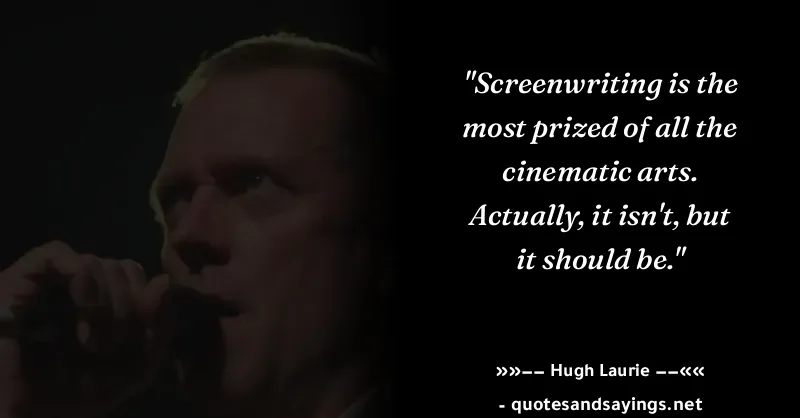 "Screenwriting is the
most prized of all the
cinematic arts.
Actually, it isn't, but
it should be."
»»–– Hugh Laurie ––««
- quotesandsayings.net